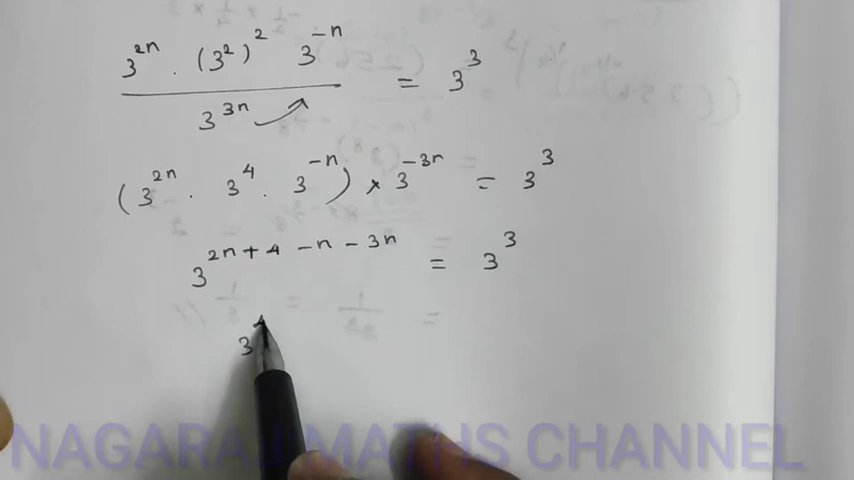 3^2n . (3^2)^2 3^-n = 3^3
3^3n
(3^2n . 3^4 . 3^-n) × 3^-3n = 3^3
3^2n + 4 - n - 3n = 3^3
3^4
NAGARAJ MATHS CHANNEL